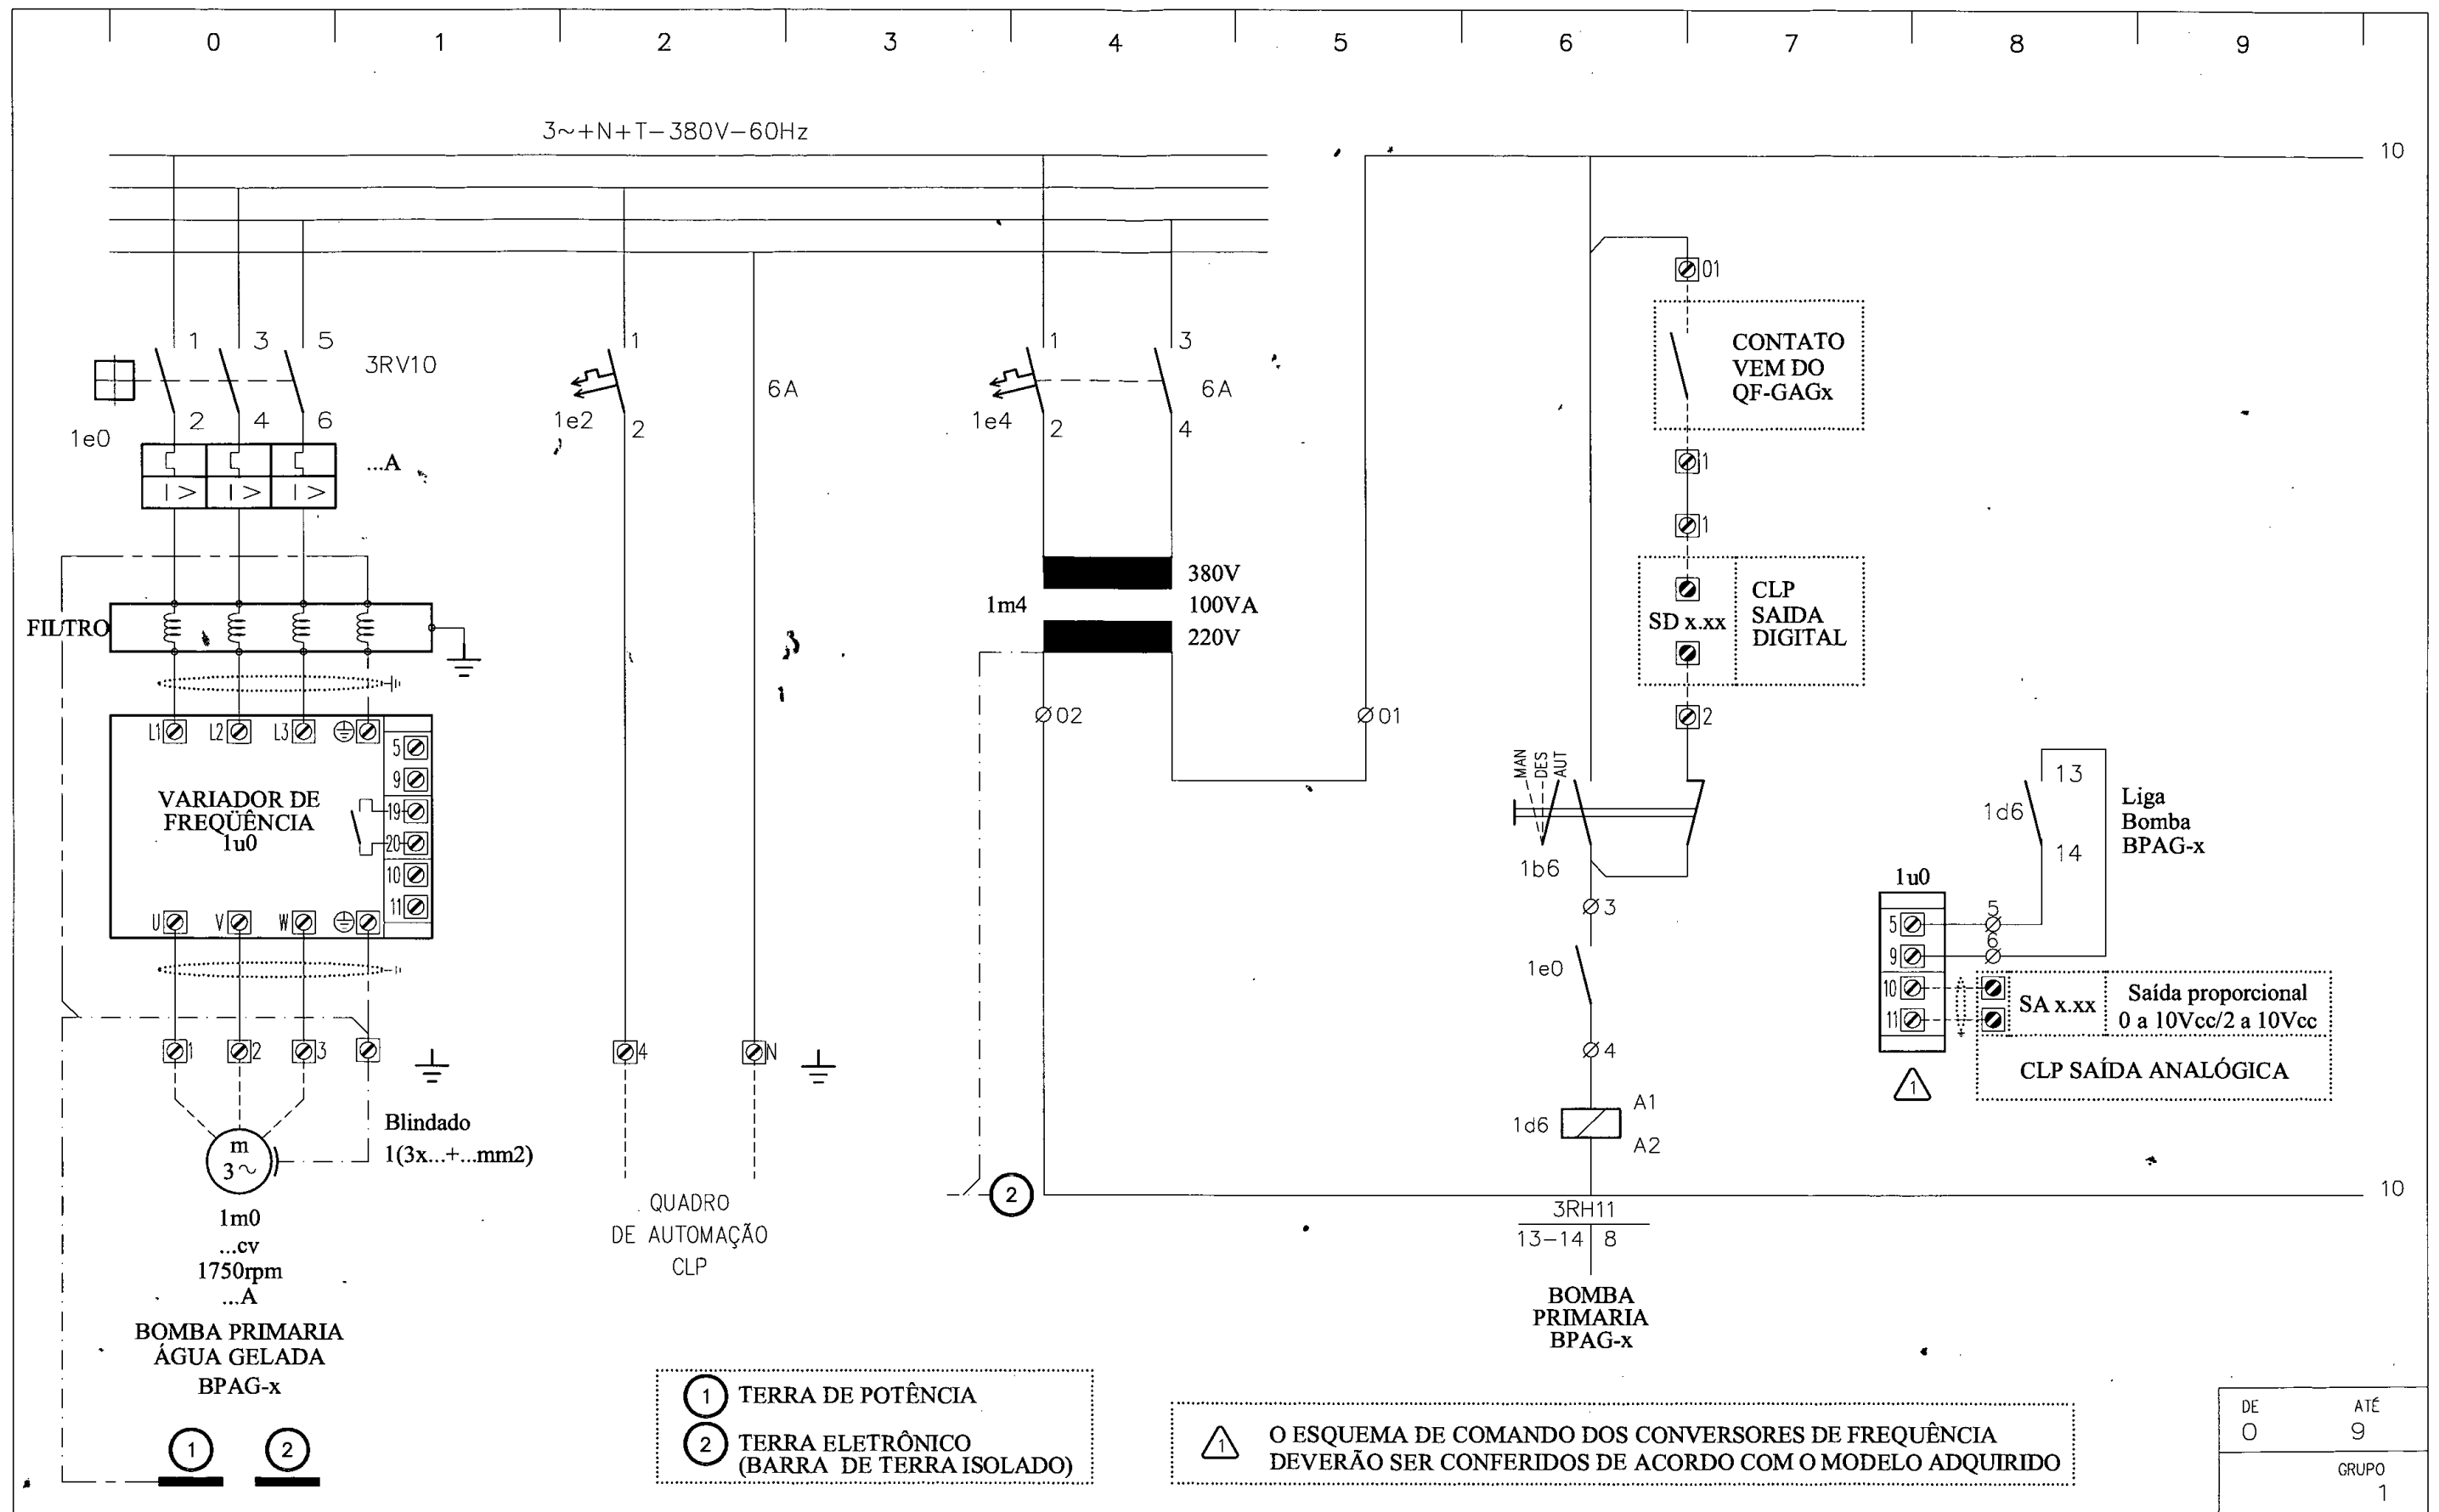 0 1 2 3 4 5 6 7 8 9
3~+N+T-380V-60Hz
10
01
1 3 5
3RV10
2 4 6
1e0
...A
I> I> I>
1
6A
1e2
2
1 3
6A
1e4
2 4
CONTATO
VEM DO
QF-GAGx
1
1
380V
1m4 100VA
220V
CLP
SAIDA
DIGITAL
SD x.xx
2
FILTRO
02
01
L1 L2 L3
5
9
19
20
10
11
VARIADOR DE
FREQÜÊNCIA
1u0
U V W
MAN
DES
AUT
1b6
3
1e0
4
1d6
A1
A2
13
1d6
14
Liga
Bomba
BPAG-x
1u0
5 5
9 6
10
11
SA x.xx
Saída proporcional
0 a 10Vcc/2 a 10Vcc
CLP SAÍDA ANALÓGICA
1
1 2 3
4 N
m
3~
Blindado
1(3x...+...mm2)
1m0
...cv
1750rpm
...A
BOMBA PRIMARIA
ÁGUA GELADA
BPAG-x
QUADRO
DE AUTOMAÇÃO
CLP
2
10
3RH11
13-14 8
BOMBA
PRIMARIA
BPAG-x
1 2
1 TERRA DE POTÊNCIA
2 TERRA ELETRÔNICO
(BARRA DE TERRA ISOLADO)
1 O ESQUEMA DE COMANDO DOS CONVERSORES DE FREQUÊNCIA
DEVERÃO SER CONFERIDOS DE ACORDO COM O MODELO ADQUIRIDO
DE ATÉ
0 9
GRUPO
1